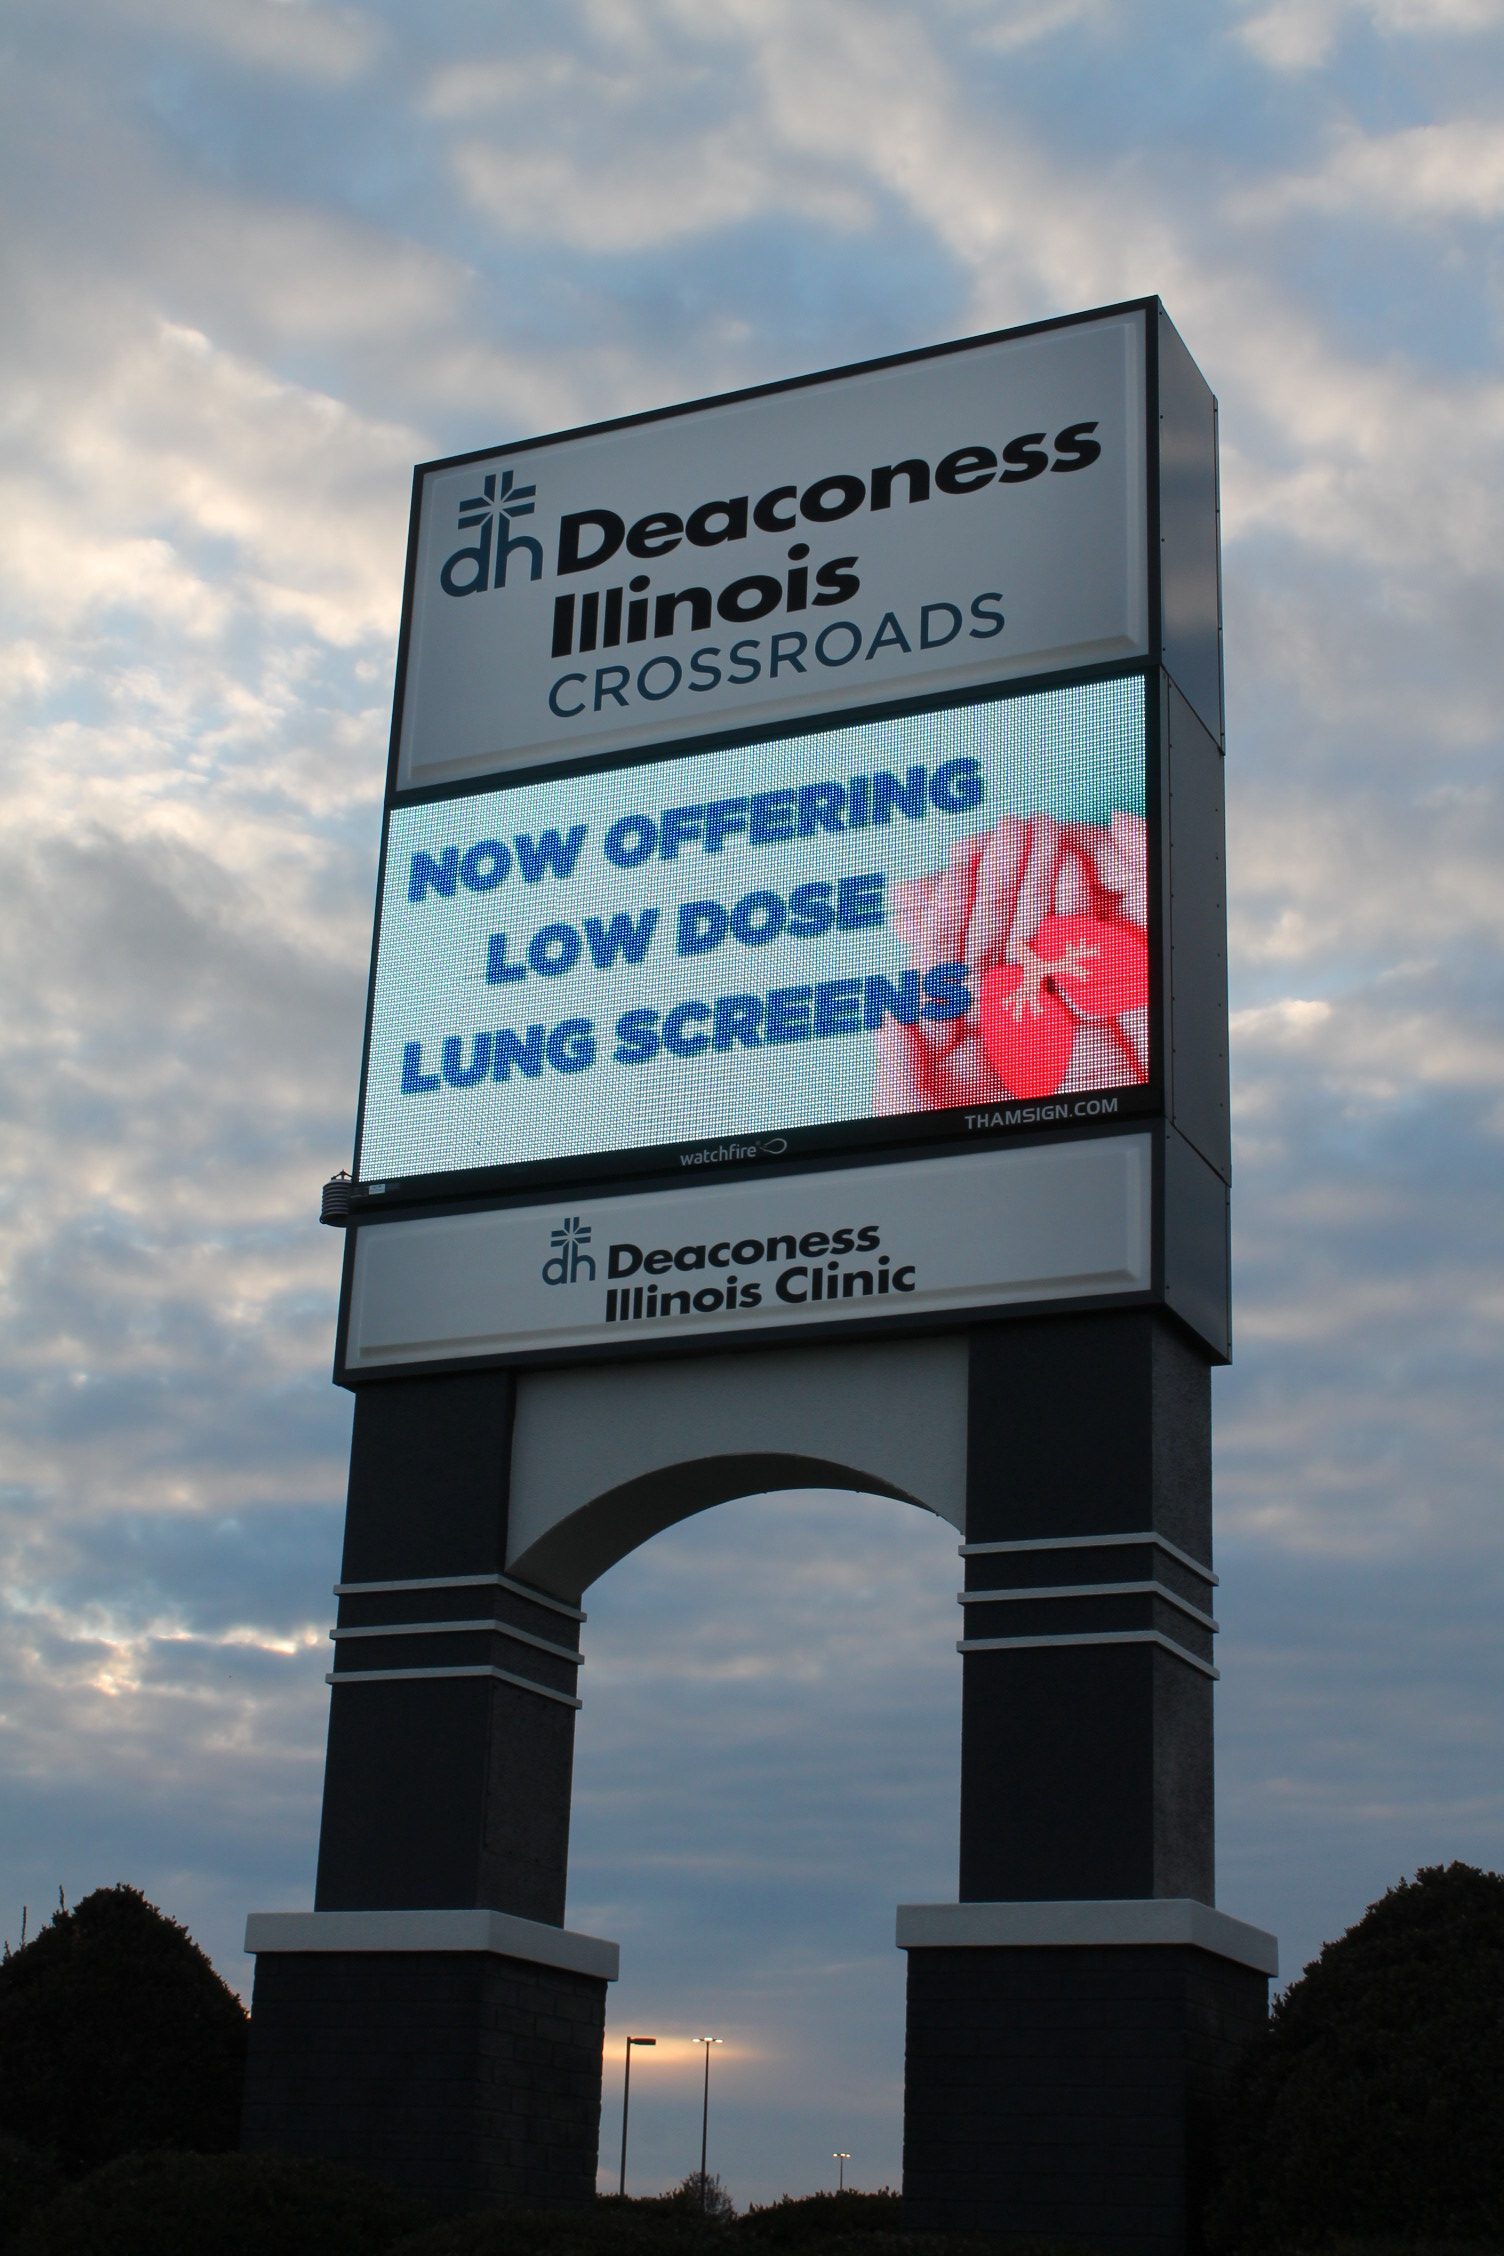 dh Deaconess
Illinois
CROSSROADS
NOW OFFERING
LOW DOSE
LUNG SCREENS
THAMSIGN.COM
watchfire
dh Deaconess
Illinois Clinic